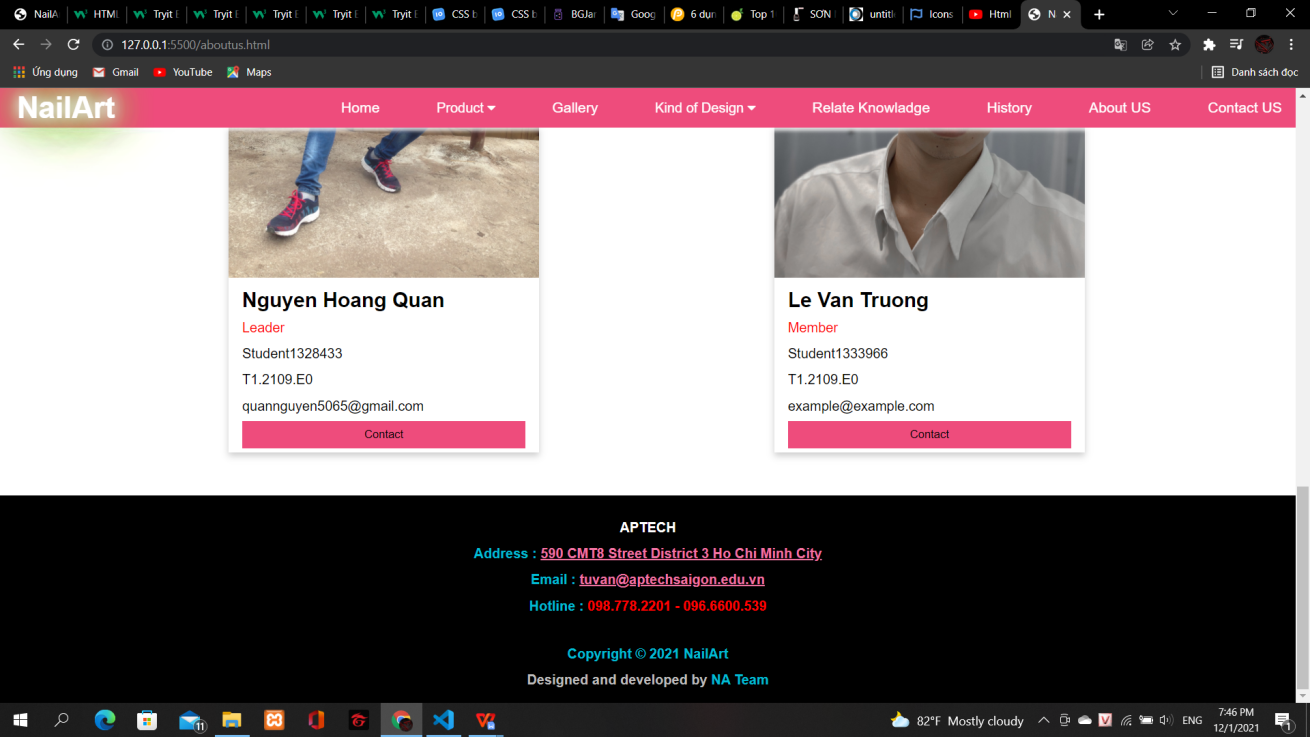 NailA HTML Tryit E Tryit E Tryit E Tryit E Tryit E CSS b CSS b BGJar Goog 6 dụn Top 1 SƠN untitle Icons Html N
127.0.0.1:5500/aboutus.html
Ứng dụng Gmail YouTube Maps Danh sách đọc
NailArt Home Product Gallery Kind of Design Relate Knowladge History About US Contact US
Nguyen Hoang Quan
Leader
Student1328433
T1.2109.E0
quannguyen5065@gmail.com
Contact
Le Van Truong
Member
Student1333966
T1.2109.E0
example@example.com
Contact
APTECH
Address : 590 CMT8 Street District 3 Ho Chi Minh City
Email : tuvan@aptechsaigon.edu.vn
Hotline : 098.778.2201 - 096.6600.539
Copyright © 2021 NailArt
Designed and developed by NA Team
11 82°F Mostly cloudy ENG 7:46 PM
12/1/2021 1